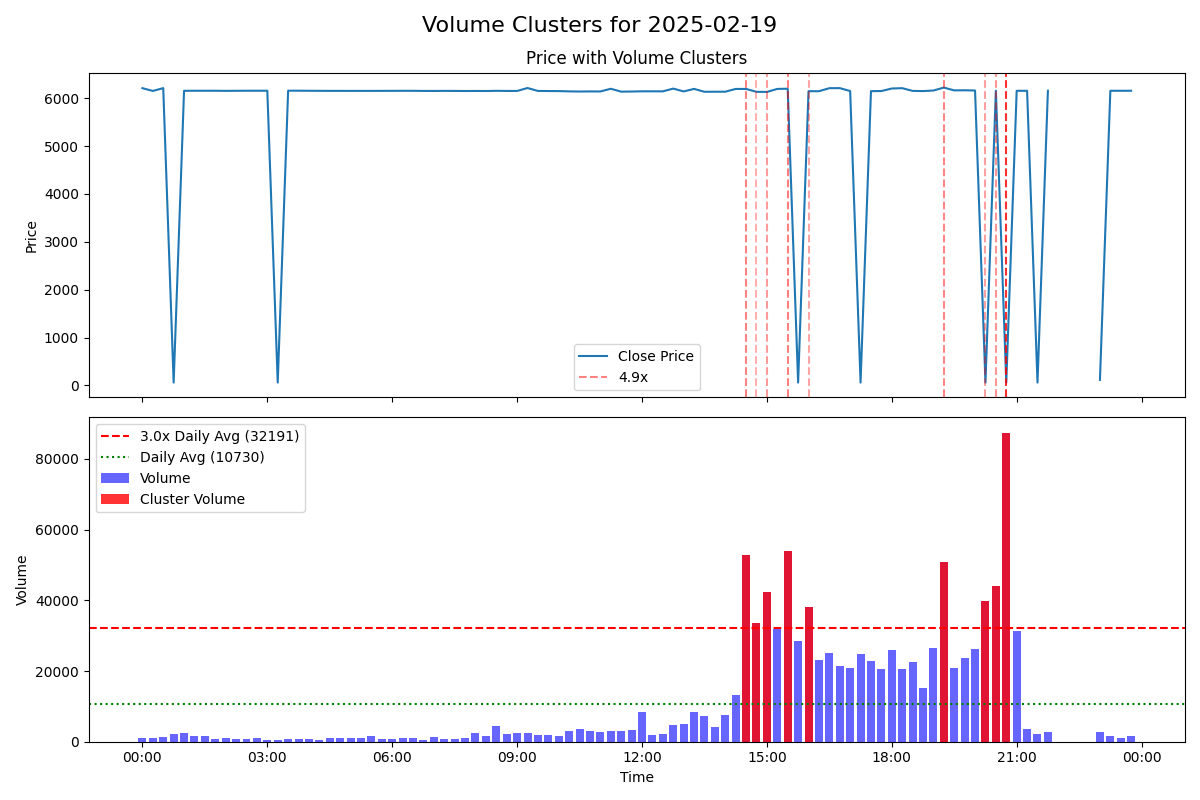 Volume Clusters for 2025-02-19
Price with Volume Clusters
Price
6000
5000
4000
3000
2000
1000
0
Close Price
4.9x
Volume
80000
60000
40000
20000
0
3.0x Daily Avg (32191)
Daily Avg (10730)
Volume
Cluster Volume
00:00 03:00 06:00 09:00 12:00 15:00 18:00 21:00 00:00
Time